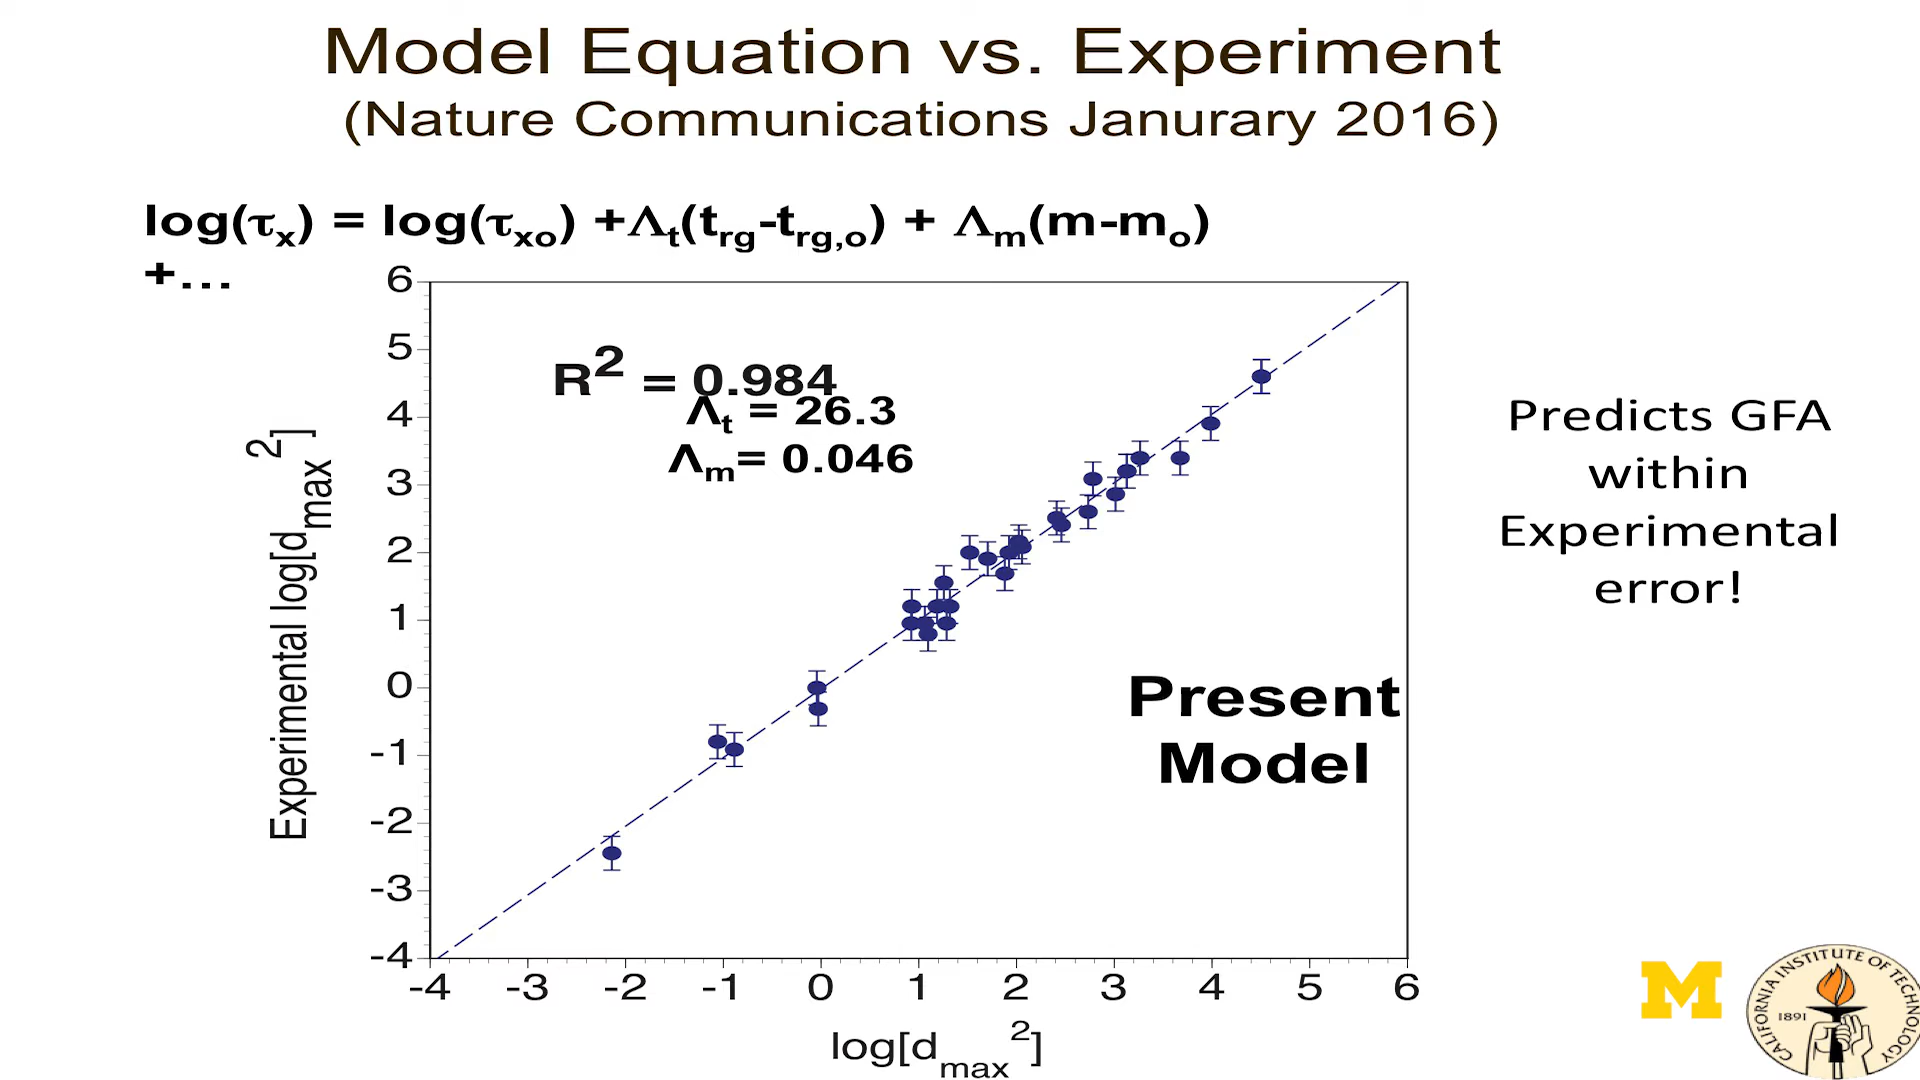 Model Equation vs. Experiment
(Nature Communications Janurary 2016)
log(τx) = log(τxo) +Λt(trg-trg,o) + Λm(m-mo)
+...
R2 = 0.984
Λt = 26.3
Λm= 0.046
Predicts GFA
within
Experimental
error!
Present
Model
Experimental log[dmax2]
6
5
4
3
2
1
0
-1
-2
-3
-4
-4 -3 -2 -1 0 1 2 3 4 5 6
log[dmax2]
M
CALIFORNIA INSTITUTE OF TECHNOLOGY
1891